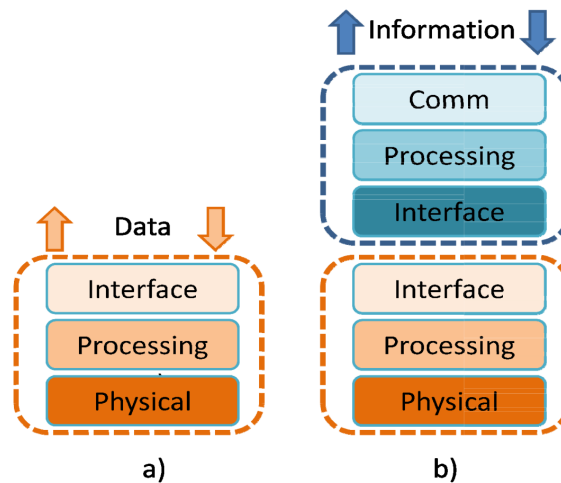 Information
Comm
Processing
Interface
Data
Interface
Processing
Physical
Interface
Processing
Physical
a)
b)